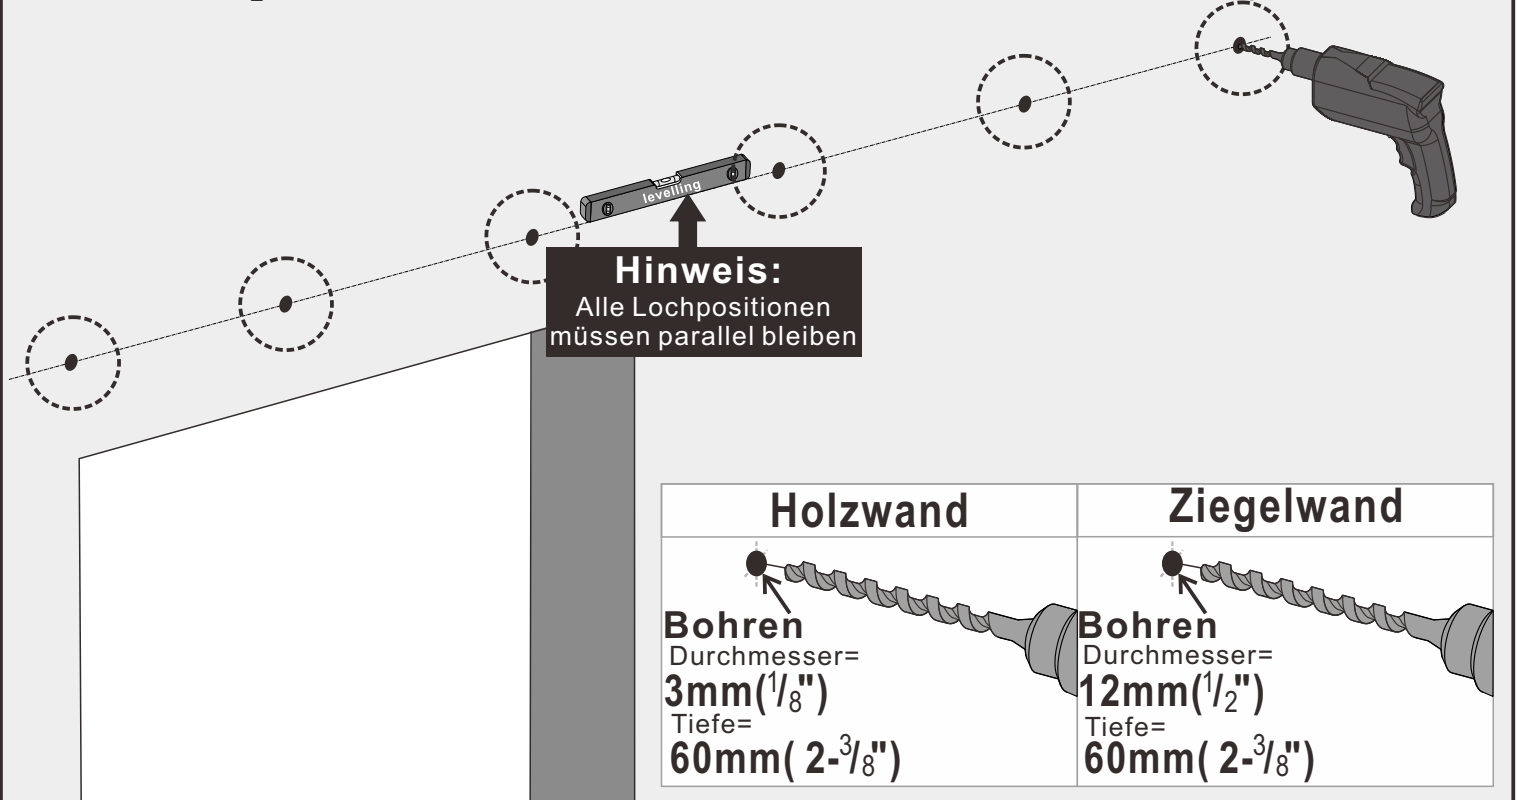 levelling
Hinweis:
Alle Lochpositionen
müssen parallel bleiben
Holzwand
Bohren
Durchmesser=
3mm(1/8")
Tiefe=
60mm( 2-3/8")
Ziegelwand
Bohren
Durchmesser=
12mm(1/2")
Tiefe=
60mm( 2-3/8")